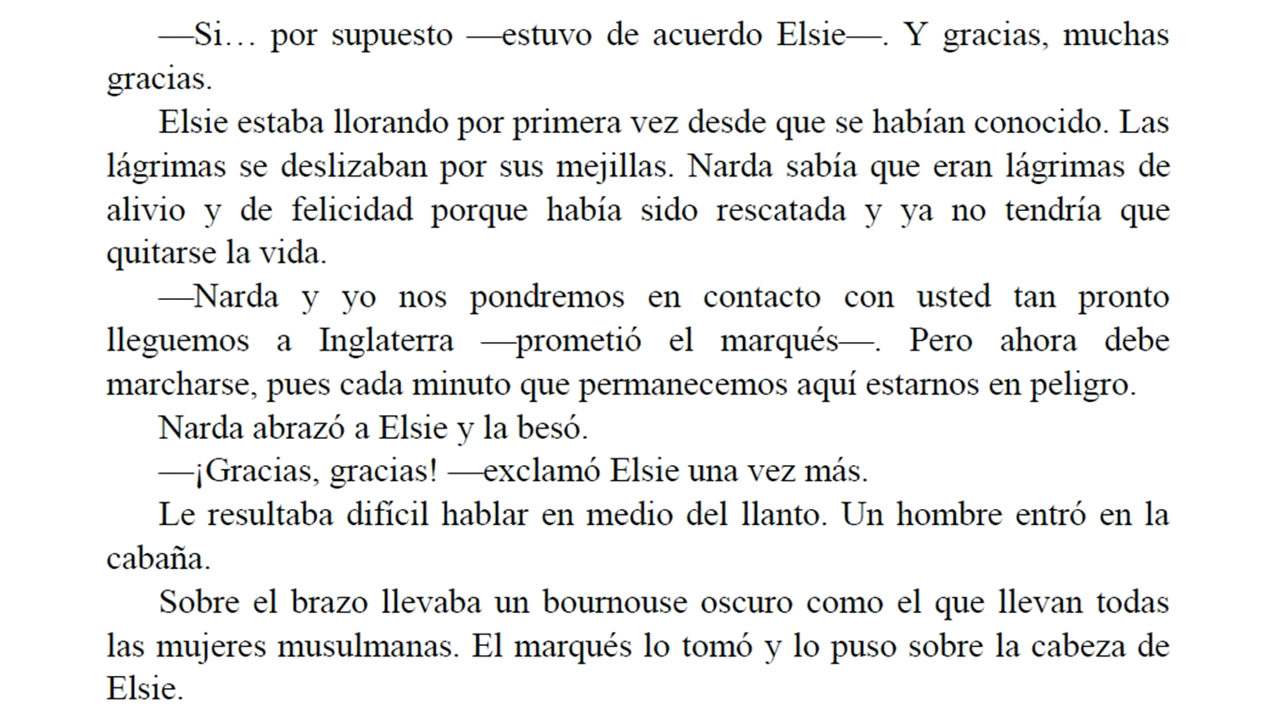 —Si… por supuesto —estuvo de acuerdo Elsie—. Y gracias, muchas
gracias.
Elsie estaba llorando por primera vez desde que se habían conocido. Las
lágrimas se deslizaban por sus mejillas. Narda sabía que eran lágrimas de
alivio y de felicidad porque había sido rescatada y ya no tendría que
quitarse la vida.
—Narda y yo nos pondremos en contacto con usted tan pronto
lleguemos a Inglaterra —prometió el marqués—. Pero ahora debe
marcharse, pues cada minuto que permanecemos aquí estarnos en peligro.
Narda abrazó a Elsie y la besó.
—¡Gracias, gracias! —exclamó Elsie una vez más.
Le resultaba difícil hablar en medio del llanto. Un hombre entró en la
cabaña.
Sobre el brazo llevaba un bournouse oscuro como el que llevan todas
las mujeres musulmanas. El marqués lo tomó y lo puso sobre la cabeza de
Elsie.